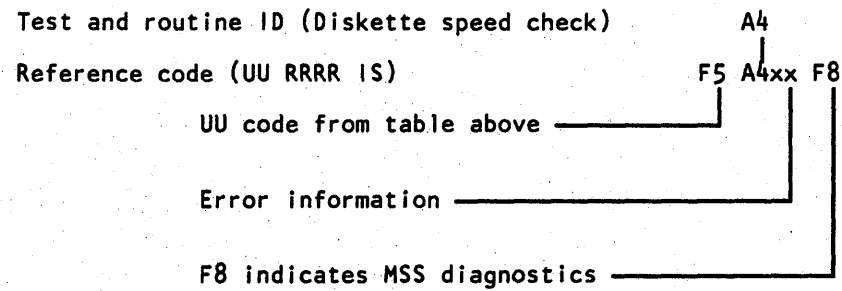 Test and routine ID (Diskette speed check) A4
Reference code (UU RRRR IS) F5 A4xx F8
UU code from table above
Error information
F8 indicates MSS diagnostics